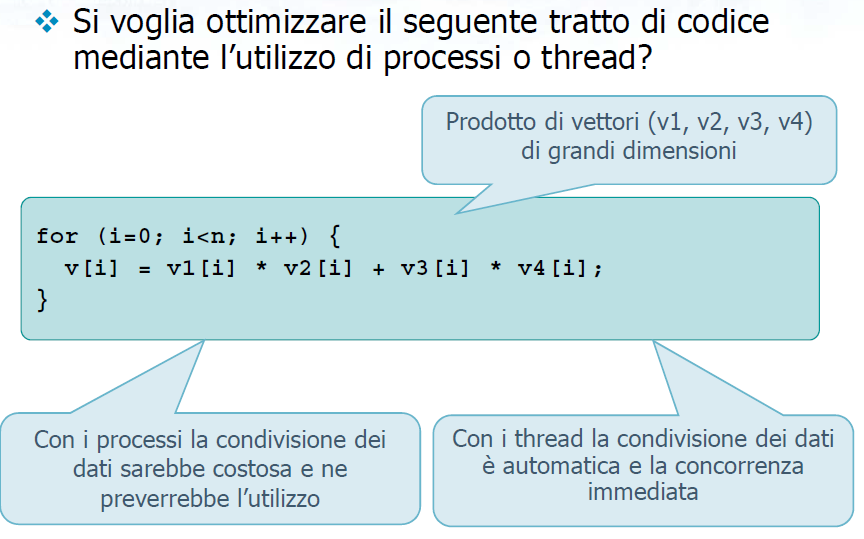 Si voglia ottimizzare il seguente tratto di codice
mediante l'utilizzo di processi o thread?
Prodotto di vettori (v1, v2, v3, v4)
di grandi dimensioni
for (i=0; i<n; i++) {
v[i] = v1[i] * v2[i] + v3[i] * v4[i];
}
Con i processi la condivisione dei
dati sarebbe costosa e ne
preverrebbe l'utilizzo
Con i thread la condivisione dei dati
è automatica e la concorrenza
immediata